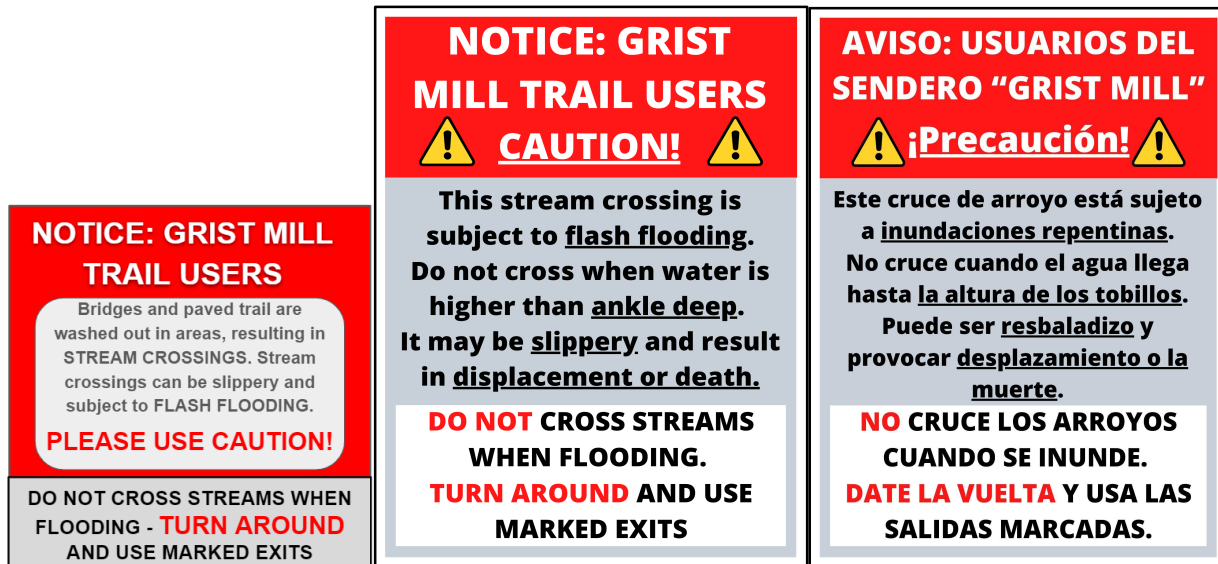 NOTICE: GRIST MILL
TRAIL USERS
Bridges and paved trail are
washed out in areas, resulting in
STREAM CROSSINGS. Stream
crossings can be slippery and
subject to FLASH FLOODING.
PLEASE USE CAUTION!
DO NOT CROSS STREAMS WHEN
FLOODING - TURN AROUND
AND USE MARKED EXITS
NOTICE: GRIST
MILL TRAIL USERS
CAUTION!
This stream crossing is
subject to flash flooding.
Do not cross when water is
higher than ankle deep.
It may be slippery and result
in displacement or death.
DO NOT CROSS STREAMS
WHEN FLOODING.
TURN AROUND AND USE
MARKED EXITS
AVISO: USUARIOS DEL
SENDERO “GRIST MILL”
¡Precaución!
Este cruce de arroyo está sujeto
a inundaciones repentinas.
No cruce cuando el agua llega
hasta la altura de los tobillos.
Puede ser resbaladizo y
provocar desplazamiento o la
muerte.
NO CRUCE LOS ARROYOS
CUANDO SE INUNDE.
DATE LA VUELTA Y USA LAS
SALIDAS MARCADAS.